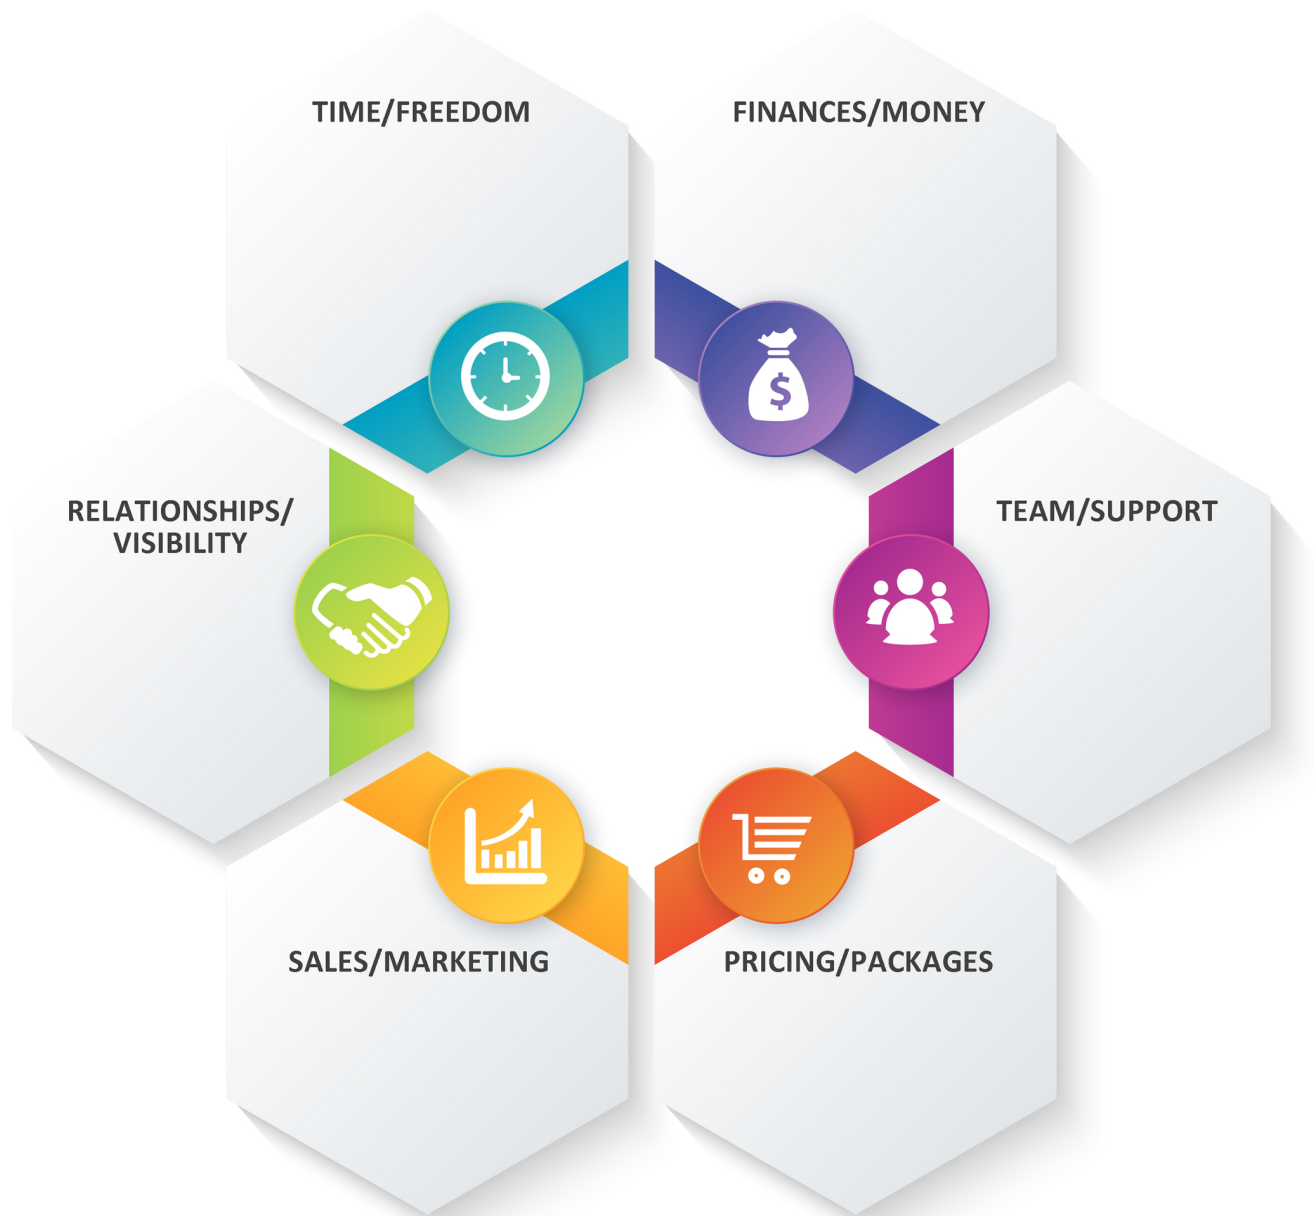 TIME/FREEDOM
FINANCES/MONEY
$
RELATIONSHIPS/
VISIBILITY
TEAM/SUPPORT
SALES/MARKETING
PRICING/PACKAGES